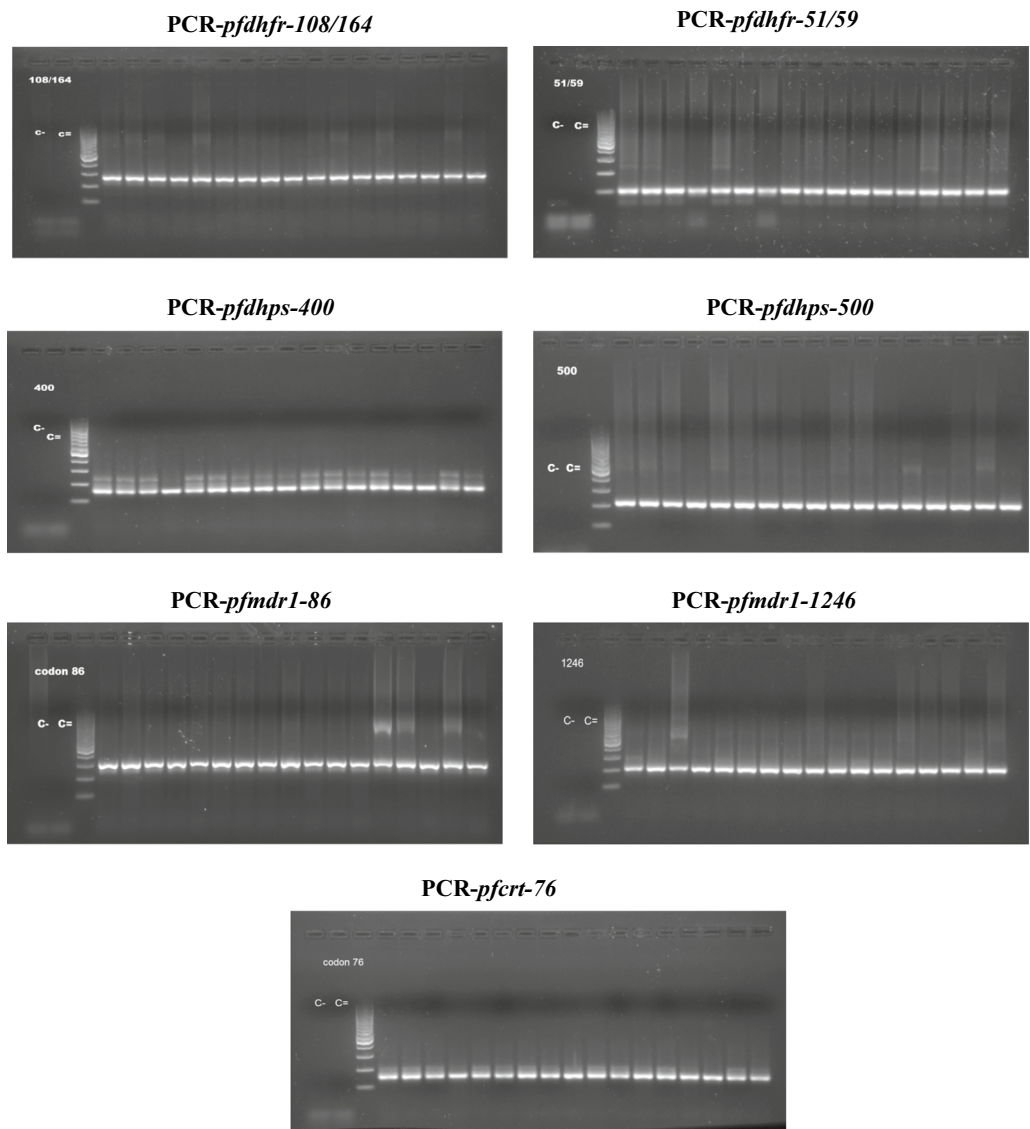 PCR-pfdhfr-108/164
PCR-pfdhfr-51/59
108/164
c- c=
51/59
C- C=
PCR-pfdhps-400
PCR-pfdhps-500
400
C-
C=
500
C- C=
PCR-pfmdr1-86
PCR-pfmdr1-1246
codon 86
C- C=
1246
C- C=
PCR-pfcrt-76
codon 76
C- C=